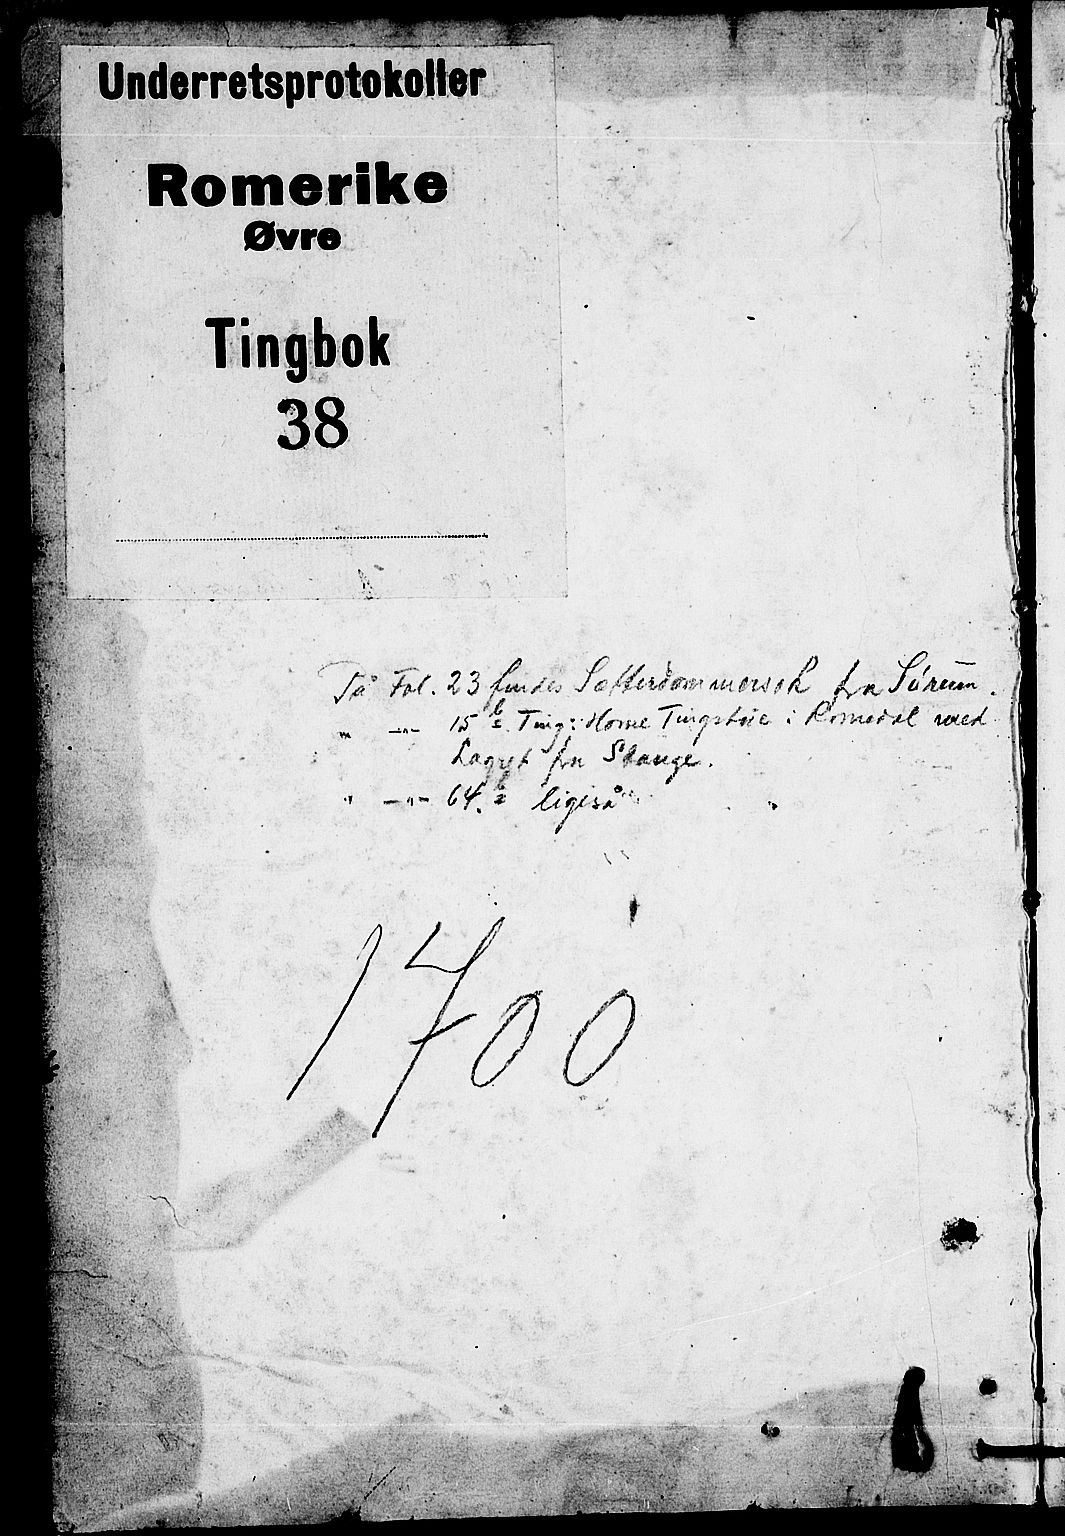 Underretsprotokoller
Romerike
Øvre
Tingbok
38
På Fol. 23 findes Sætterdommersok fra Sørum.
" —"— 15 b. Ting: Horne Tingstue i Romedal med
Lagret fra Stange.
" —"— 64. b ligeså
1700